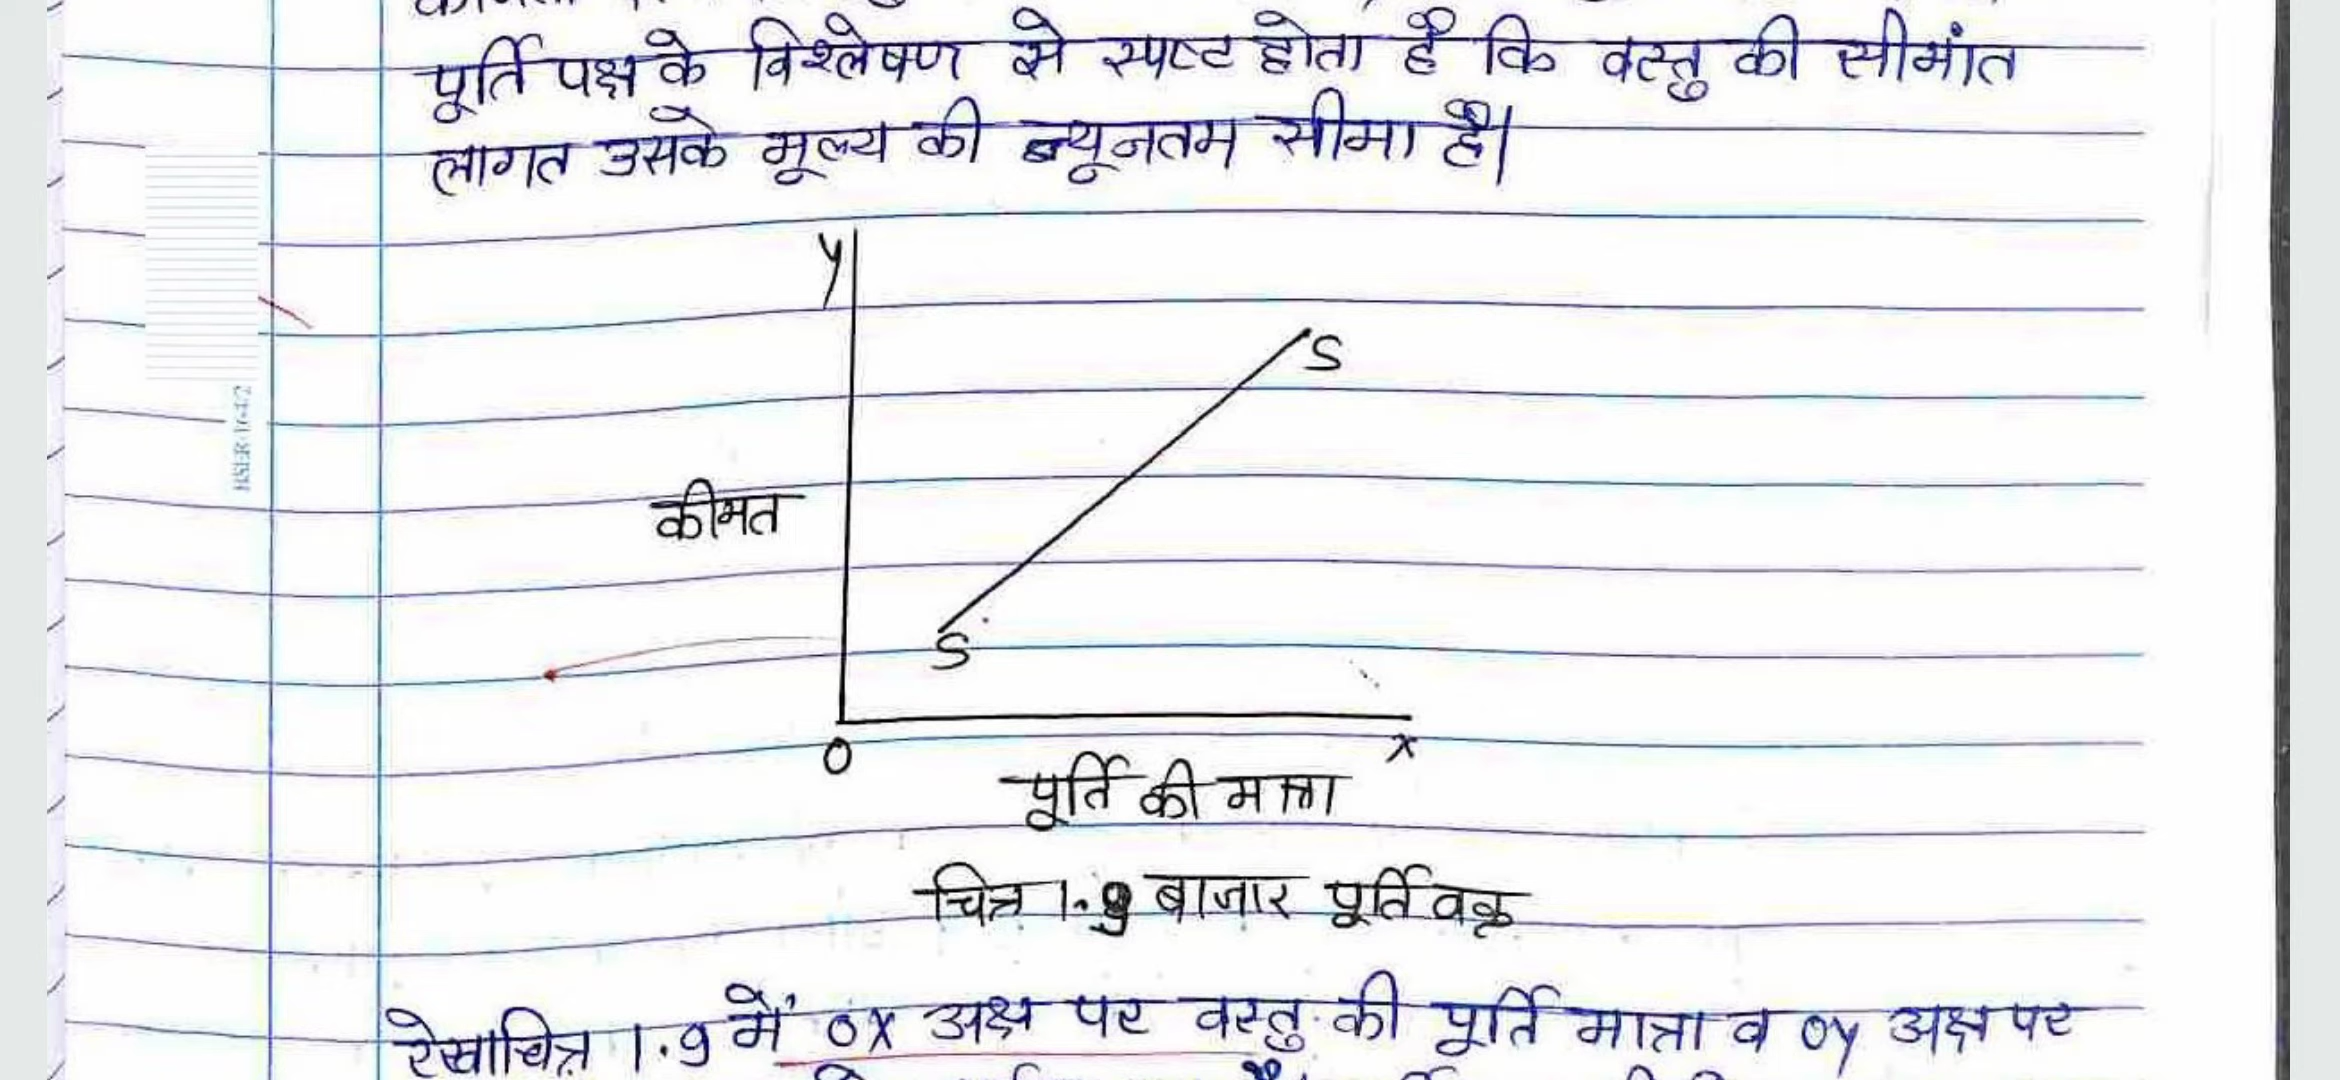 पूर्ति पक्ष के विश्लेषण से स्पष्ट होता है कि वस्तु की सीमांत
लागत उसके मूल्य की न्यूनतम सीमा है।
y
S
कीमत
S
O
x
पूर्ति की मात्रा
चित्र 1.9 बाजार पूर्ति वक्र
रेखाचित्र 1.9 में ox अक्ष पर वस्तु की पूर्ति मात्रा व oy अक्ष पर